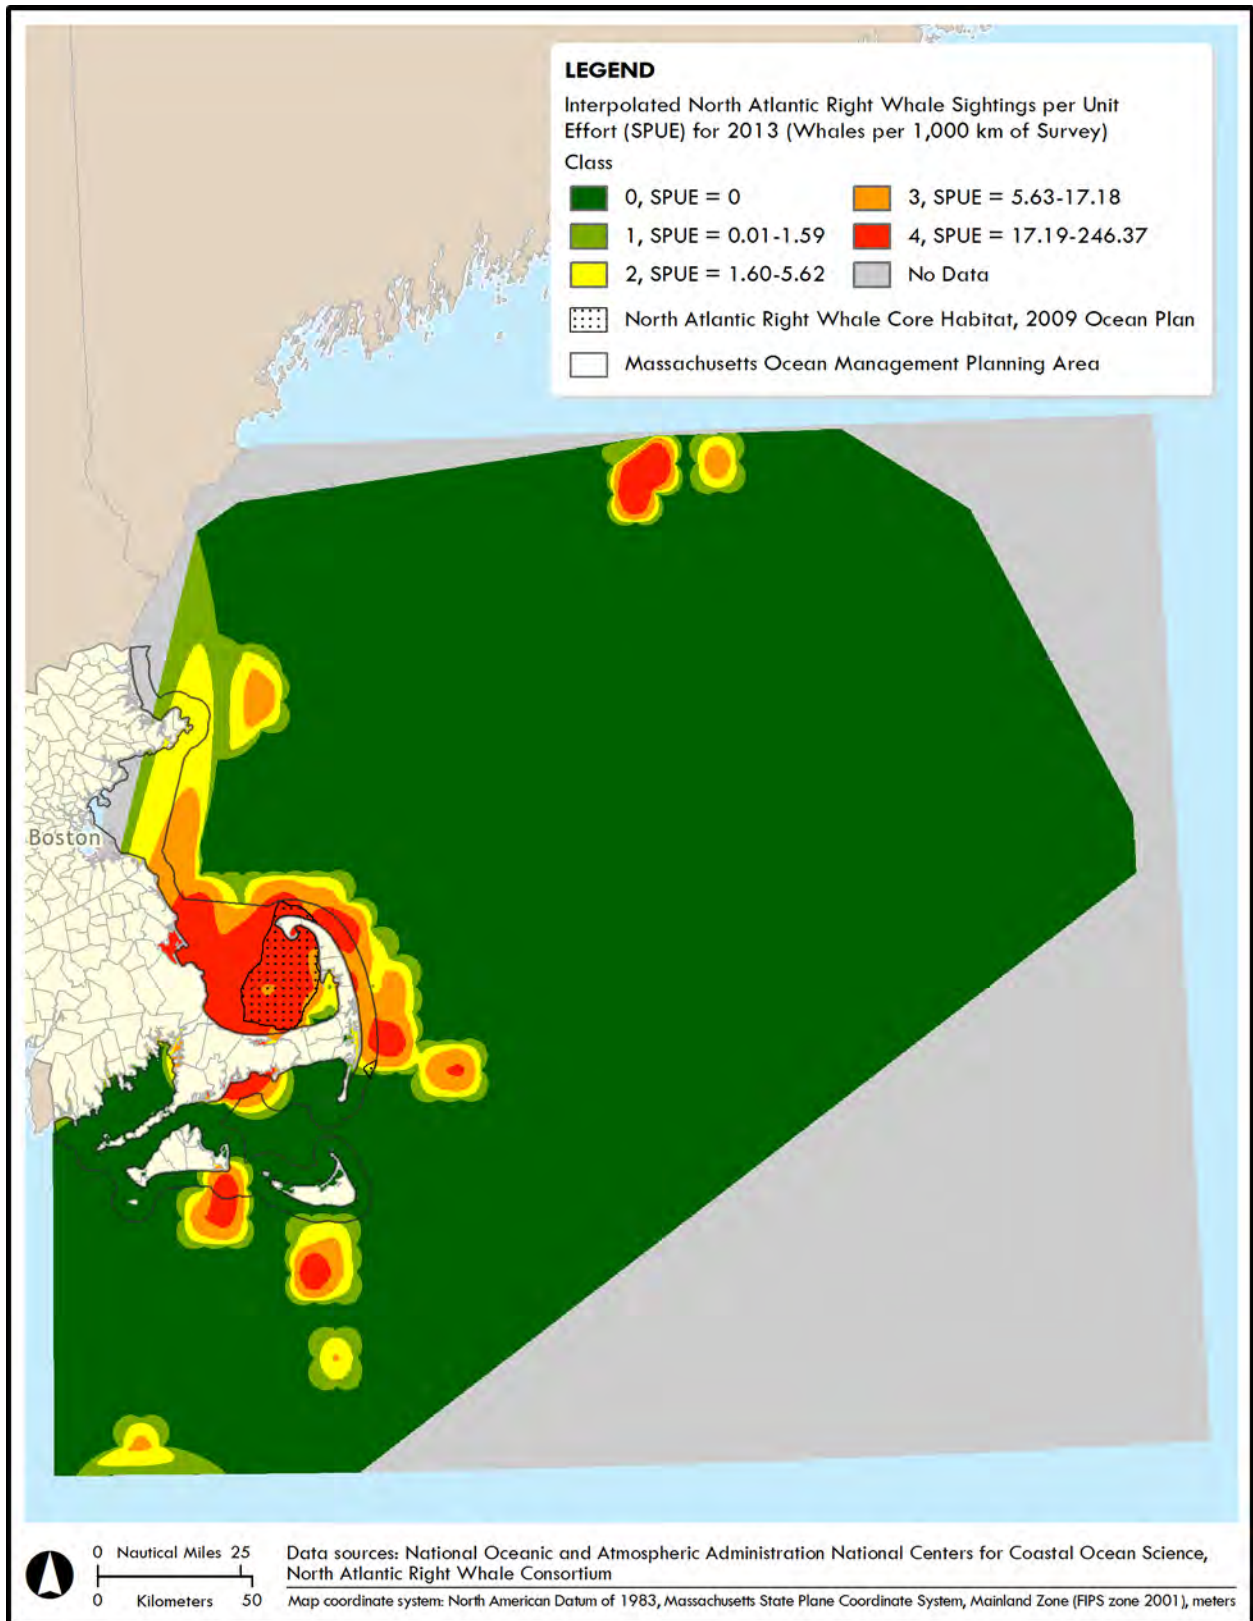 LEGEND
Interpolated North Atlantic Right Whale Sightings per Unit
Effort (SPUE) for 2013 (Whales per 1,000 km of Survey)
Class
0, SPUE = 0
3, SPUE = 5.63-17.18
1, SPUE = 0.01-1.59
4, SPUE = 17.19-246.37
2, SPUE = 1.60-5.62
No Data
North Atlantic Right Whale Core Habitat, 2009 Ocean Plan
Massachusetts Ocean Management Planning Area
Boston
0 Nautical Miles 25
0 Kilometers 50
Data sources: National Oceanic and Atmospheric Administration National Centers for Coastal Ocean Science,
North Atlantic Right Whale Consortium
Map coordinate system: North American Datum of 1983, Massachusetts State Plane Coordinate System, Mainland Zone (FIPS zone 2001), meters